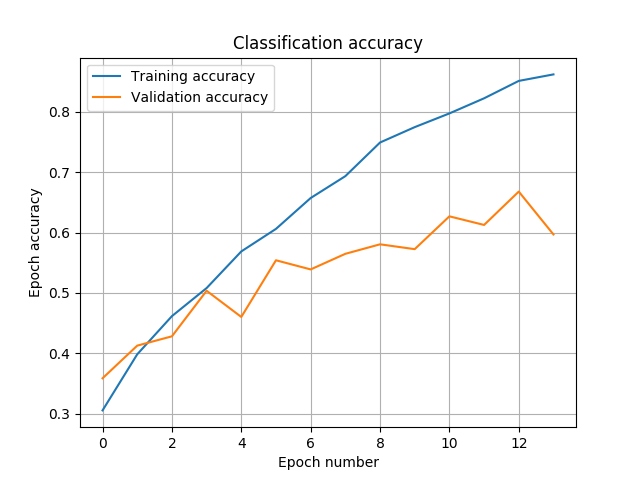 Classification accuracy
Training accuracy
Validation accuracy
0.8
0.7
0.6
0.5
0.4
0.3
Epoch accuracy
0 2 4 6 8 10 12
Epoch number